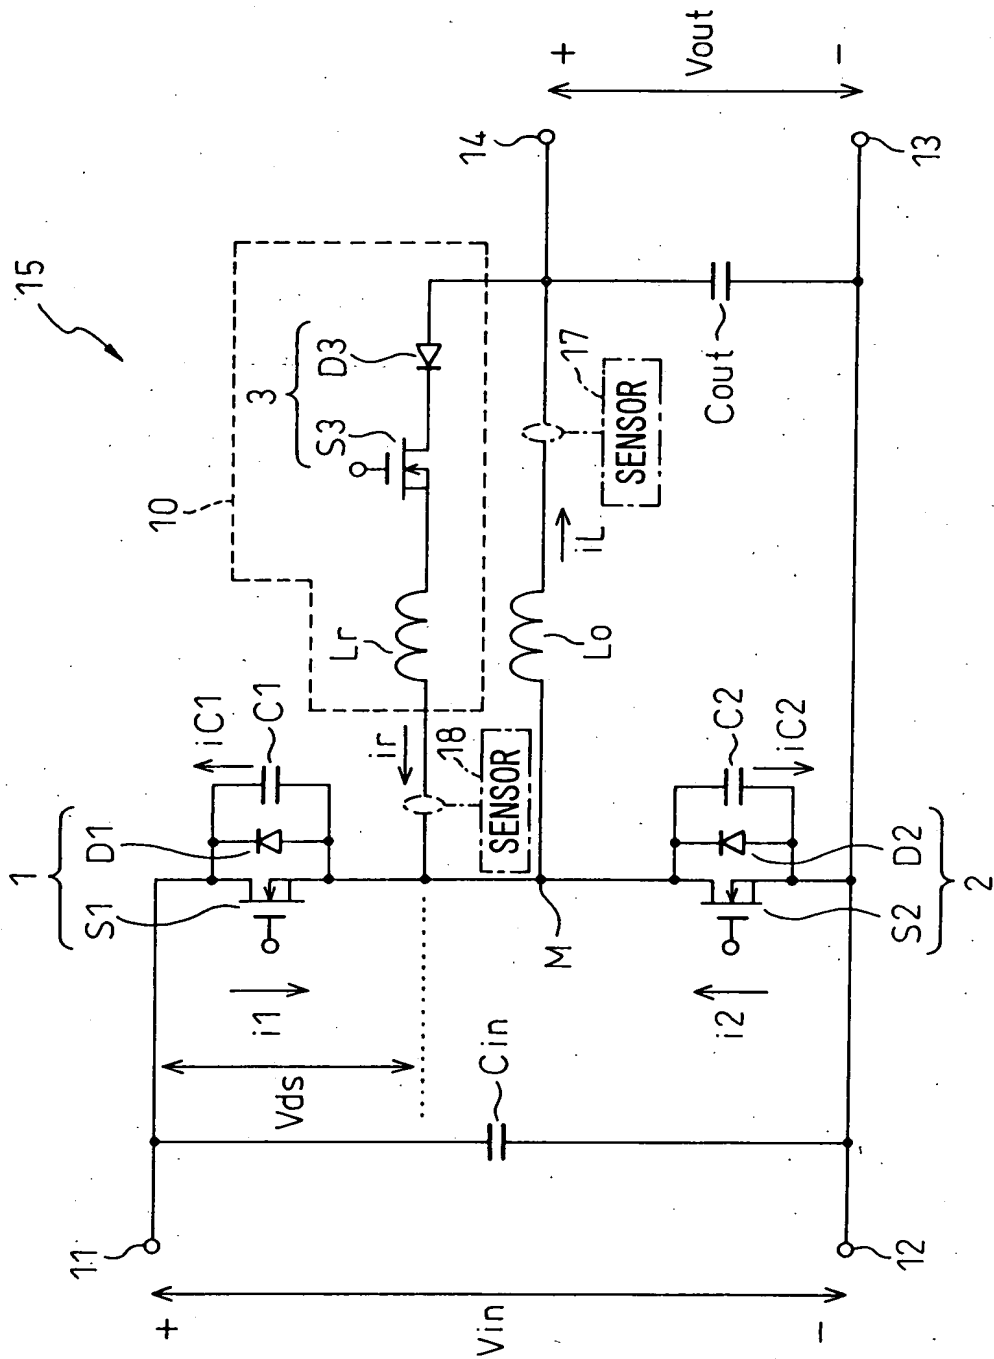 15
1
S1
D1
iC1
C1
10
3
S3
D3
Lr
ir
18
SENSOR
14
+
Vout
-
13
11
+
Vin
-
12
Vds
i1
Cin
M
Lo
iL
17
SENSOR
Cout
i2
S2
D2
C2
iC2
2